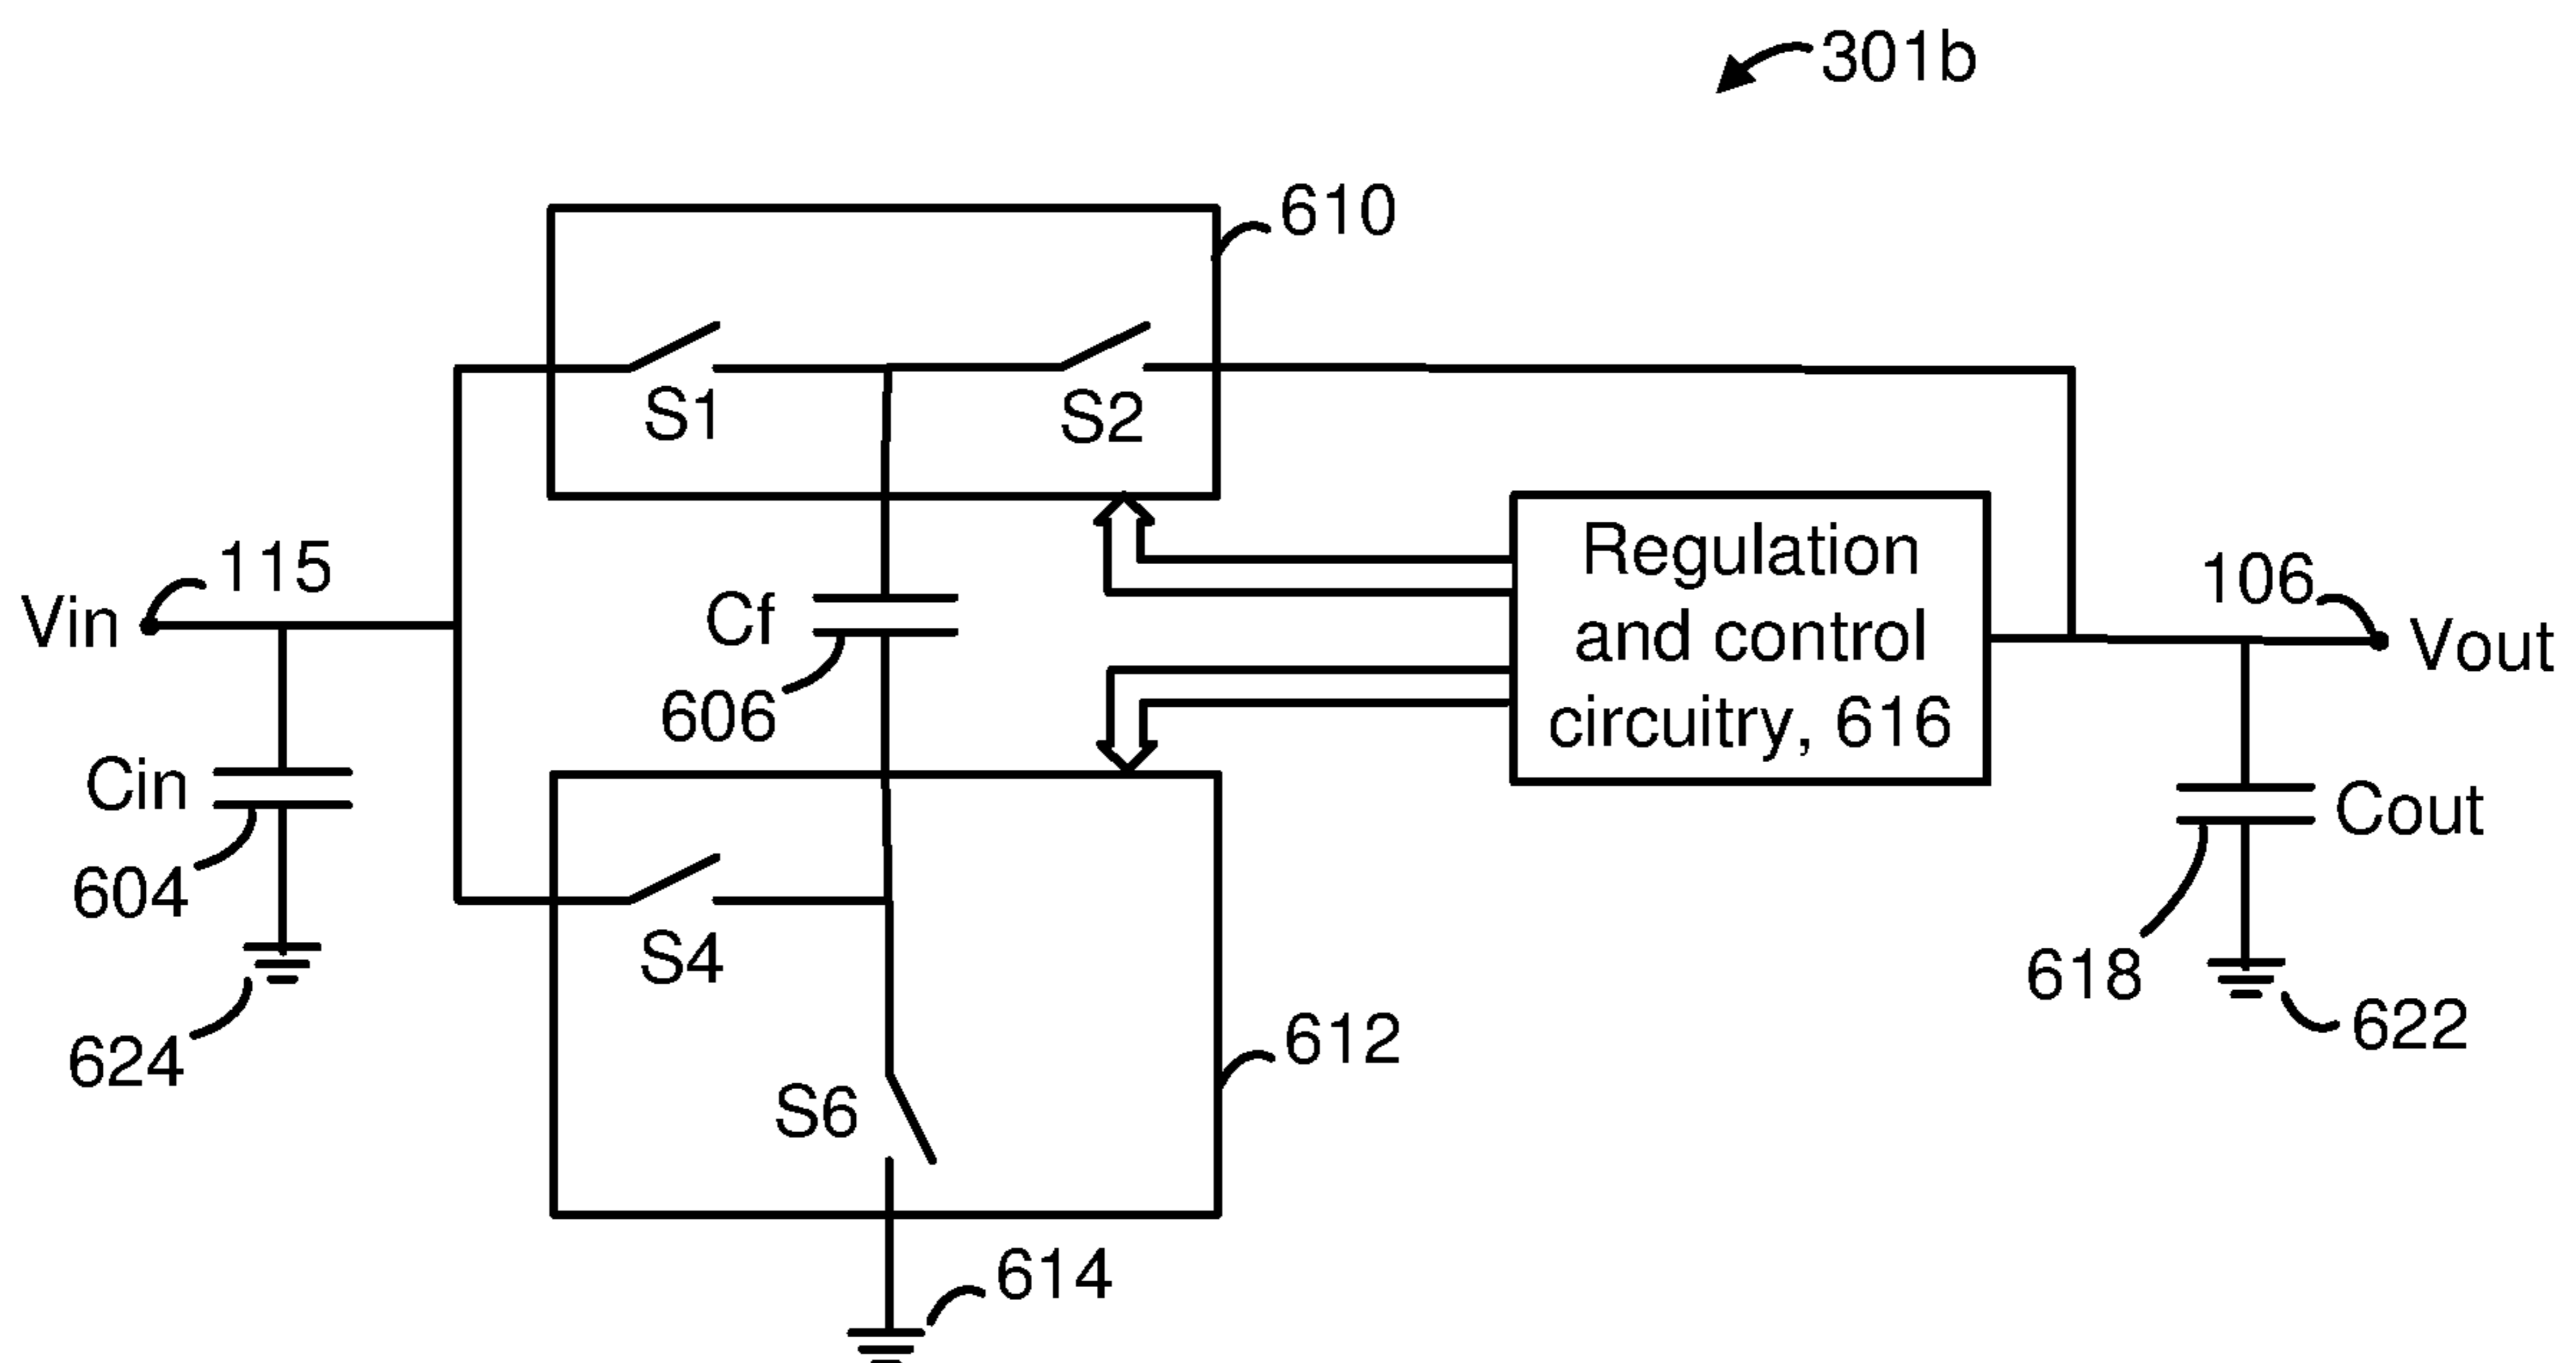 301b
610
S1
S2
115
Vin
Cf
606
Regulation
and control
circuitry, 616
106
Vout
Cin
604
Cout
618
S4
624
622
612
S6
614